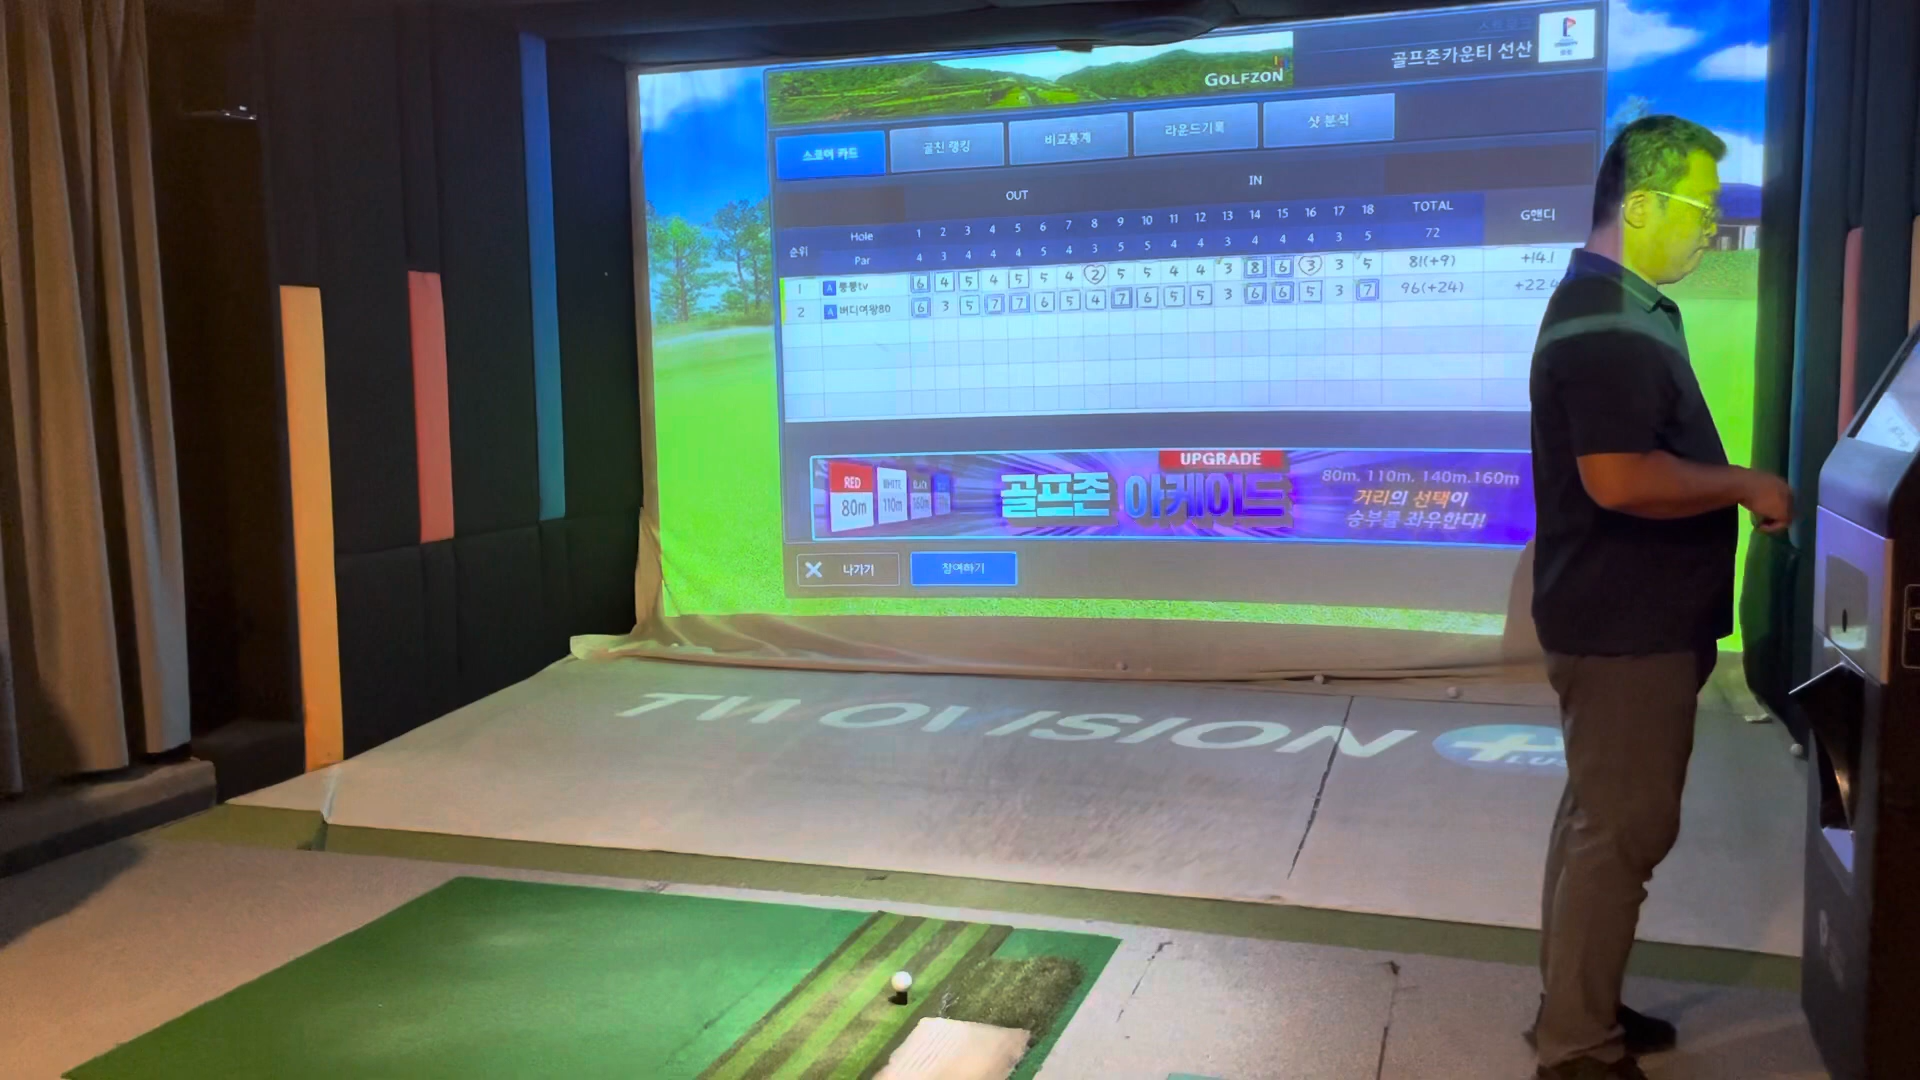 GOLFZON
골프존카운티 선산
스코어 카드 골친 랭킹 비교통계 라운드기록 샷 분석
OUT IN
순위 Hole 1 2 3 4 5 6 7 8 9 10 11 12 13 14 15 16 17 18 TOTAL G핸디
Par 4 3 4 4 4 5 4 3 5 5 4 4 3 4 4 4 3 5 72
1 A 뽕뽕tv 6 4 5 4 5 5 4 2 5 5 4 4 3 8 6 3 3 5 81(+9) +14.1
2 A 버디여왕80 6 3 5 7 7 6 5 4 7 6 5 5 3 6 6 5 3 7 96(+24) +22.4
UPGRADE
RED WHITE BLACK
80m 110m 160m
골프존 아케이드
80m. 110m. 140m.160m
거리의 선택이
승부를 좌우한다!
나가기 참여하기
TWOVISION